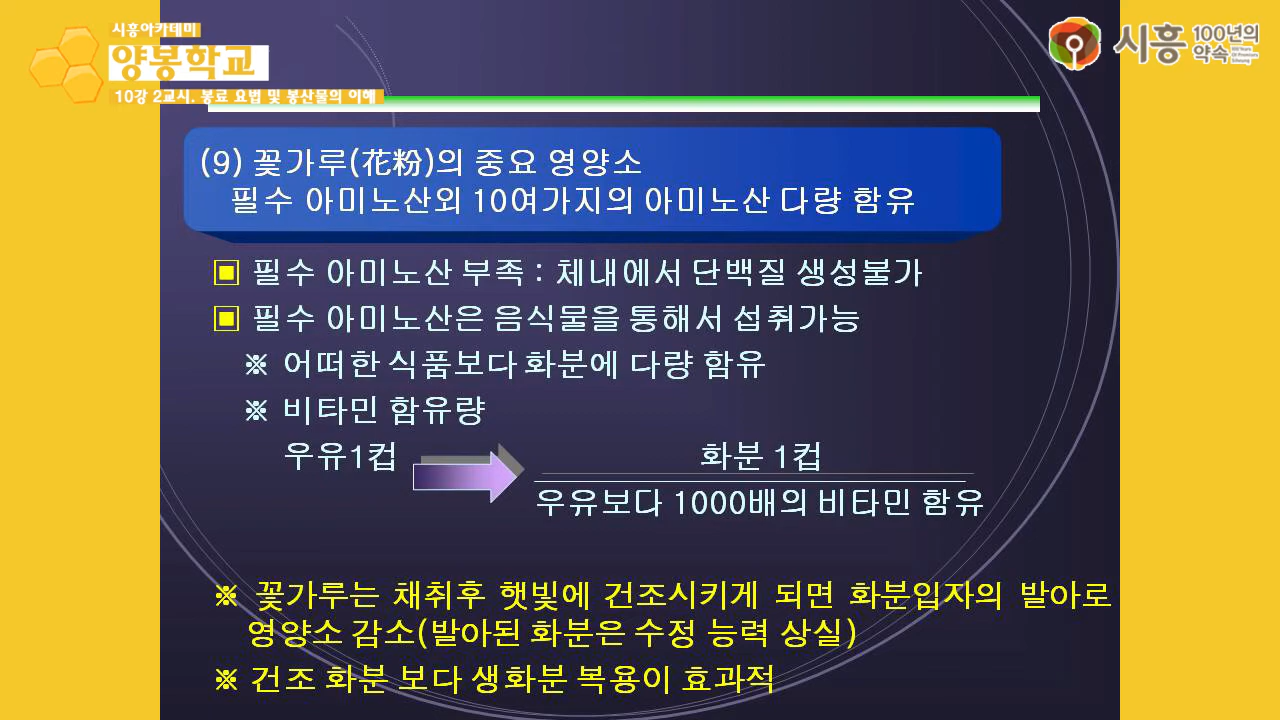 시흥아카데미
양봉학교
10강 2교시. 봉료 요법 및 봉산물의 이해
시흥 100년의 약속
(9) 꽃가루(花粉)의 중요 영양소
필수 아미노산외 10여가지의 아미노산 다량 함유
▣ 필수 아미노산 부족 : 체내에서 단백질 생성불가
▣ 필수 아미노산은 음식물을 통해서 섭취가능
※ 어떠한 식품보다 화분에 다량 함유
※ 비타민 함유량
우유1컵 화분 1컵
우유보다 1000배의 비타민 함유
※ 꽃가루는 채취후 햇빛에 건조시키게 되면 화분입자의 발아로
영양소 감소(발아된 화분은 수정 능력 상실)
※ 건조 화분 보다 생화분 복용이 효과적